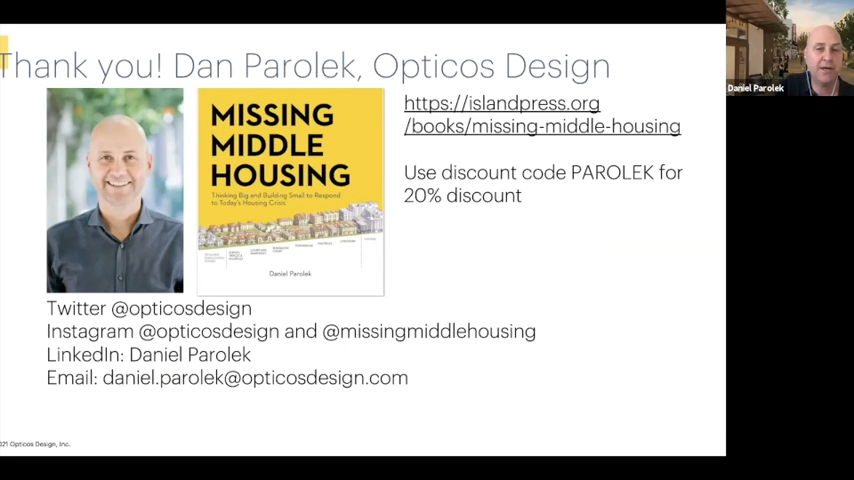 Thank you! Dan Parolek, Opticos Design
Daniel Parolek
MISSING
MIDDLE
HOUSING
Thinking Big and Building Small to Respond
to Today's Housing Crisis
Daniel Parolek
https://islandpress.org
/books/missing-middle-housing
Use discount code PAROLEK for
20% discount
Twitter @opticosdesign
Instagram @opticosdesign and @missingmiddlehousing
LinkedIn: Daniel Parolek
Email: daniel.parolek@opticosdesign.com
021 Opticos Design, Inc.